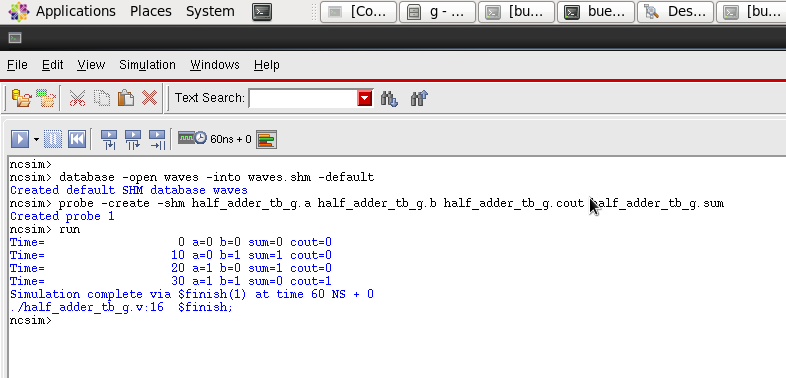 Applications Places System [Co... g - ... [bu... bue... Des... [bu...
File Edit View Simulation Windows Help
Text Search:
60ns + 0
ncsim>
ncsim> database -open waves -into waves.shm -default
Created default SHM database waves
ncsim> probe -create -shm half_adder_tb_g.a half_adder_tb_g.b half_adder_tb_g.cout half_adder_tb_g.sum
Created probe 1
ncsim> run
Time=                   0 a=0 b=0 sum=0 cout=0
Time=                  10 a=0 b=1 sum=1 cout=0
Time=                  20 a=1 b=0 sum=1 cout=0
Time=                  30 a=1 b=1 sum=0 cout=1
Simulation complete via $finish(1) at time 60 NS + 0
./half_adder_tb_g.v:16  $finish;
ncsim>